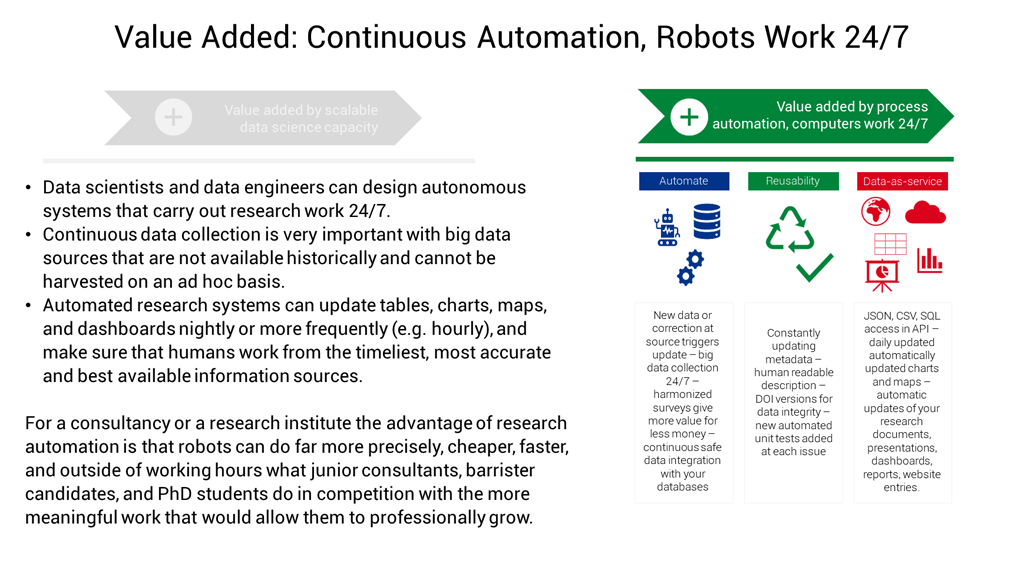 Value Added: Continuous Automation, Robots Work 24/7
Value added by scalable
data science capacity
• Data scientists and data engineers can design autonomous
systems that carry out research work 24/7.
• Continuous data collection is very important with big data
sources that are not available historically and cannot be
harvested on an ad hoc basis.
• Automated research systems can update tables, charts, maps,
and dashboards nightly or more frequently (e.g. hourly), and
make sure that humans work from the timeliest, most accurate
and best available information sources.
For a consultancy or a research institute the advantage of research
automation is that robots can do far more precisely, cheaper, faster,
and outside of working hours what junior consultants, barrister
candidates, and PhD students do in competition with the more
meaningful work that would allow them to professionally grow.
Value added by process
automation, computers work 24/7
Automate
New data or
correction at
source triggers
update – big
data collection
24/7 –
harmonized
surveys give
more value for
less money –
continuous safe
data integration
with your
databases
Reusability
Constantly
updating
metadata –
human readable
description –
DOI versions for
data integrity –
new automated
unit tests added
at each issue
Data-as-service
JSON, CSV, SQL
access in API –
daily updated
automatically
updated charts
and maps –
automatic
updates of your
research
documents,
presentations,
dashboards,
reports, website
entries.